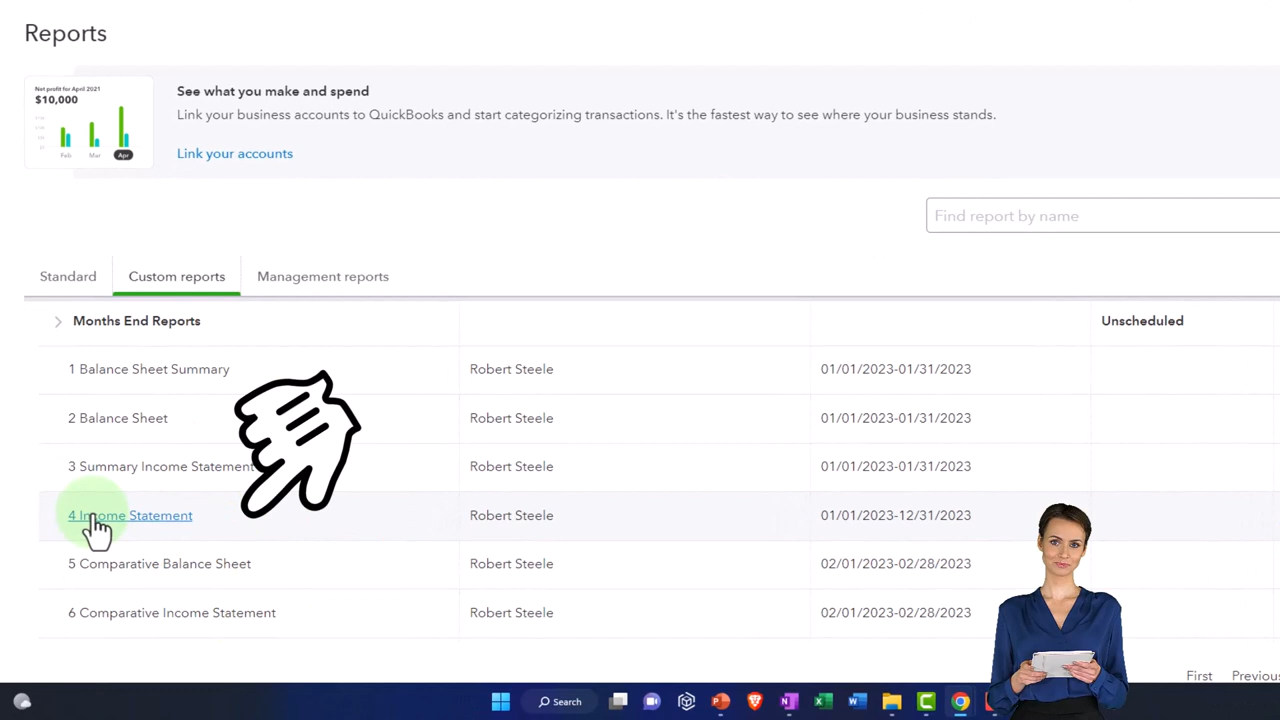 Reports
Net profit for April 2021
$10,000
Feb Mar Apr
See what you make and spend
Link your business accounts to QuickBooks and start categorizing transactions. It's the fastest way to see where your business stands.
Link your accounts
Find report by name
Standard Custom reports Management reports
Months End Reports Unscheduled
1 Balance Sheet Summary Robert Steele 01/01/2023-01/31/2023
2 Balance Sheet Robert Steele 01/01/2023-01/31/2023
3 Summary Income Statement Robert Steele 01/01/2023-01/31/2023
4 Income Statement Robert Steele 01/01/2023-12/31/2023
5 Comparative Balance Sheet Robert Steele 02/01/2023-02/28/2023
6 Comparative Income Statement Robert Steele 02/01/2023-02/28/2023
First Previous
Search